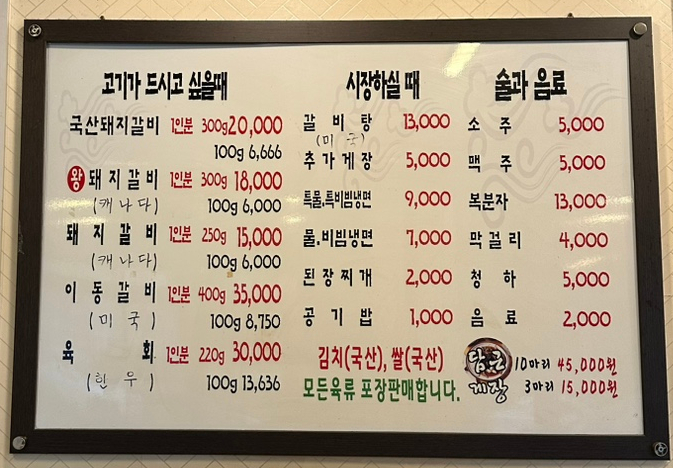 고기가 드시고 싶을때
국산돼지갈비 1인분 300g 20,000
100g 6,666
왕 돼지갈비 1인분 300g 18,000
(캐나다) 100g 6,000
돼지갈비 1인분 250g 15,000
(캐나다) 100g 6,000
이동갈비 1인분 400g 35,000
(미국) 100g 8,750
육회 1인분 220g 30,000
(한우) 100g 13,636
시장하실 때
갈비탕 13,000
(미국)
추가게장 5,000
특물.특비빔냉면 9,000
물.비빔냉면 7,000
된장찌개 2,000
공기밥 1,000
김치(국산), 쌀(국산)
모든육류 포장판매합니다.
술과 음료
소주 5,000
맥주 5,000
복분자 13,000
막걸리 4,000
청하 5,000
음료 2,000
담근 게장
10마리 45,000원
3마리 15,000원